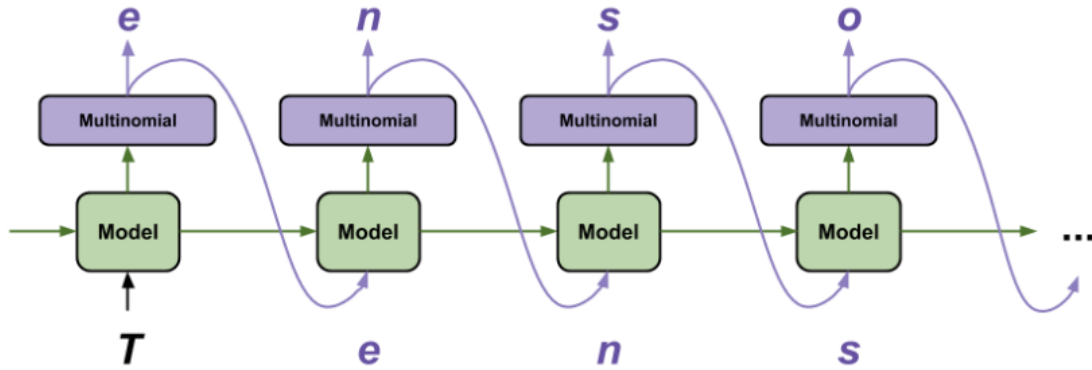 e n s o
Multinomial Multinomial Multinomial Multinomial
Model Model Model Model ...
T e n s